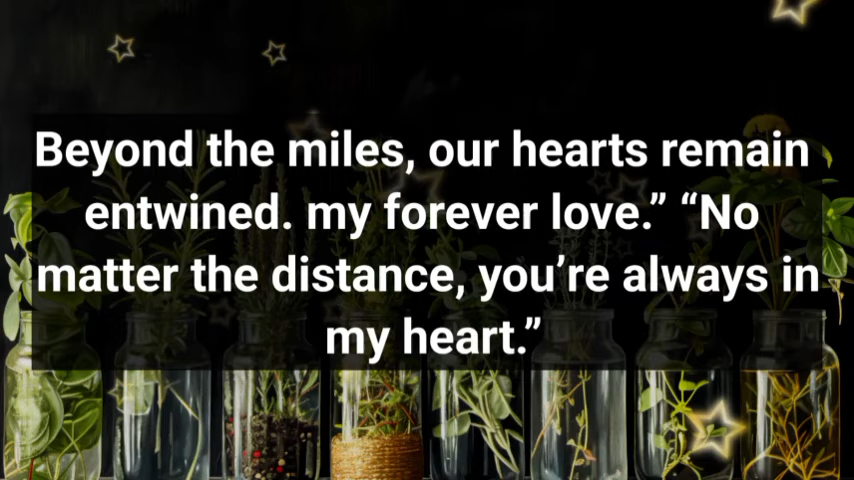 Beyond the miles, our hearts remain
entwined. my forever love.” “No
matter the distance, you’re always in
my heart.”